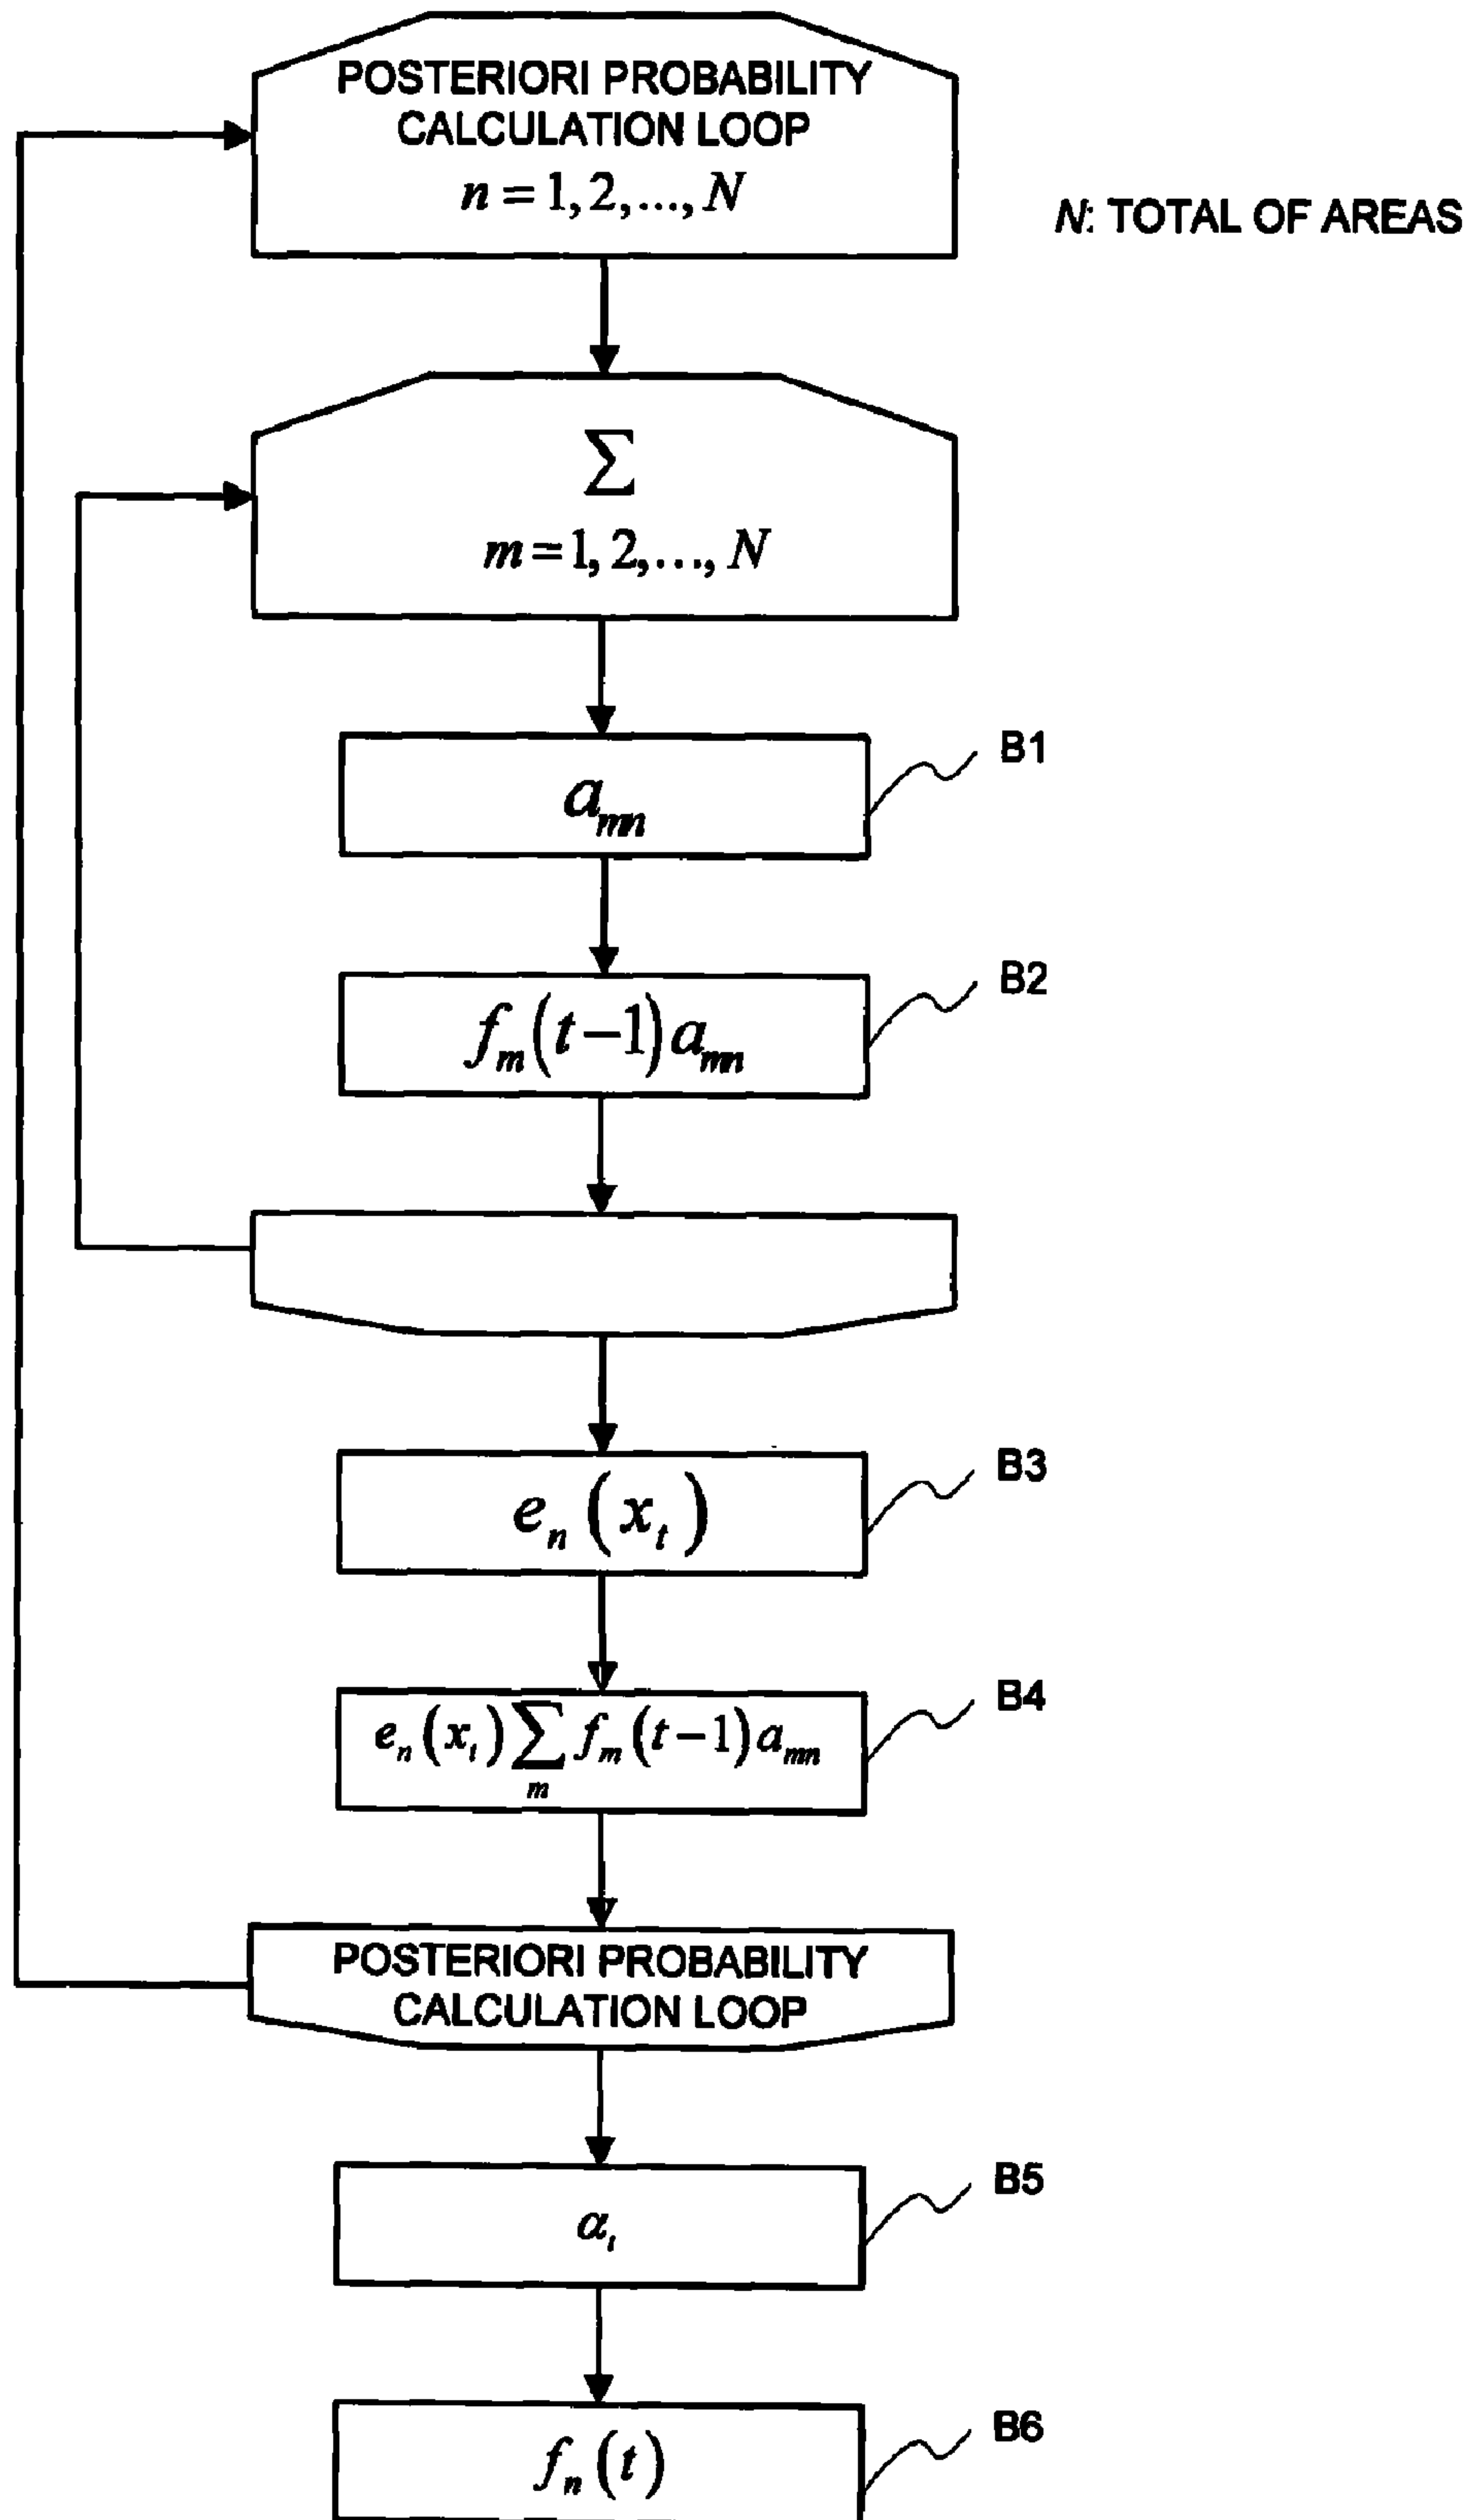 POSTERIORI PROBABILITY
CALCULATION LOOP
n = 1, 2, ..., N
N: TOTAL OF AREAS
Σ
m = 1, 2, ..., N
a_mn
B1
f_m(t−1)a_mn
B2
e_n(x_t)
B3
e_n(x_t) Σ_m f_m(t−1)a_mn
B4
POSTERIORI PROBABILITY
CALCULATION LOOP
α_t
B5
f_n(t)
B6